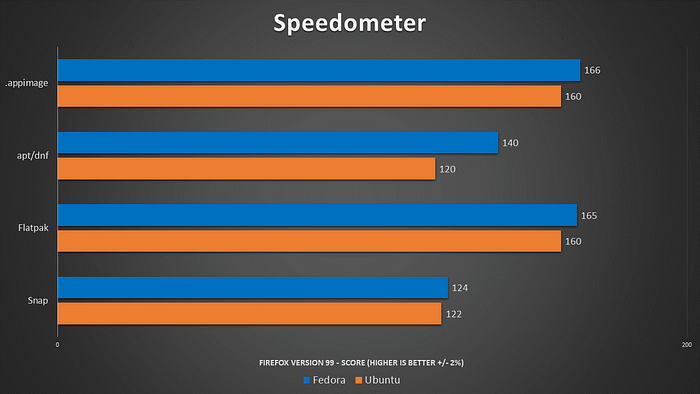 Speedometer
.appimage
166
160
apt/dnf
140
120
Flatpak
165
160
Snap
124
122
0
200
FIREFOX VERSION 99 - SCORE (HIGHER IS BETTER +/- 2%)
Fedora Ubuntu